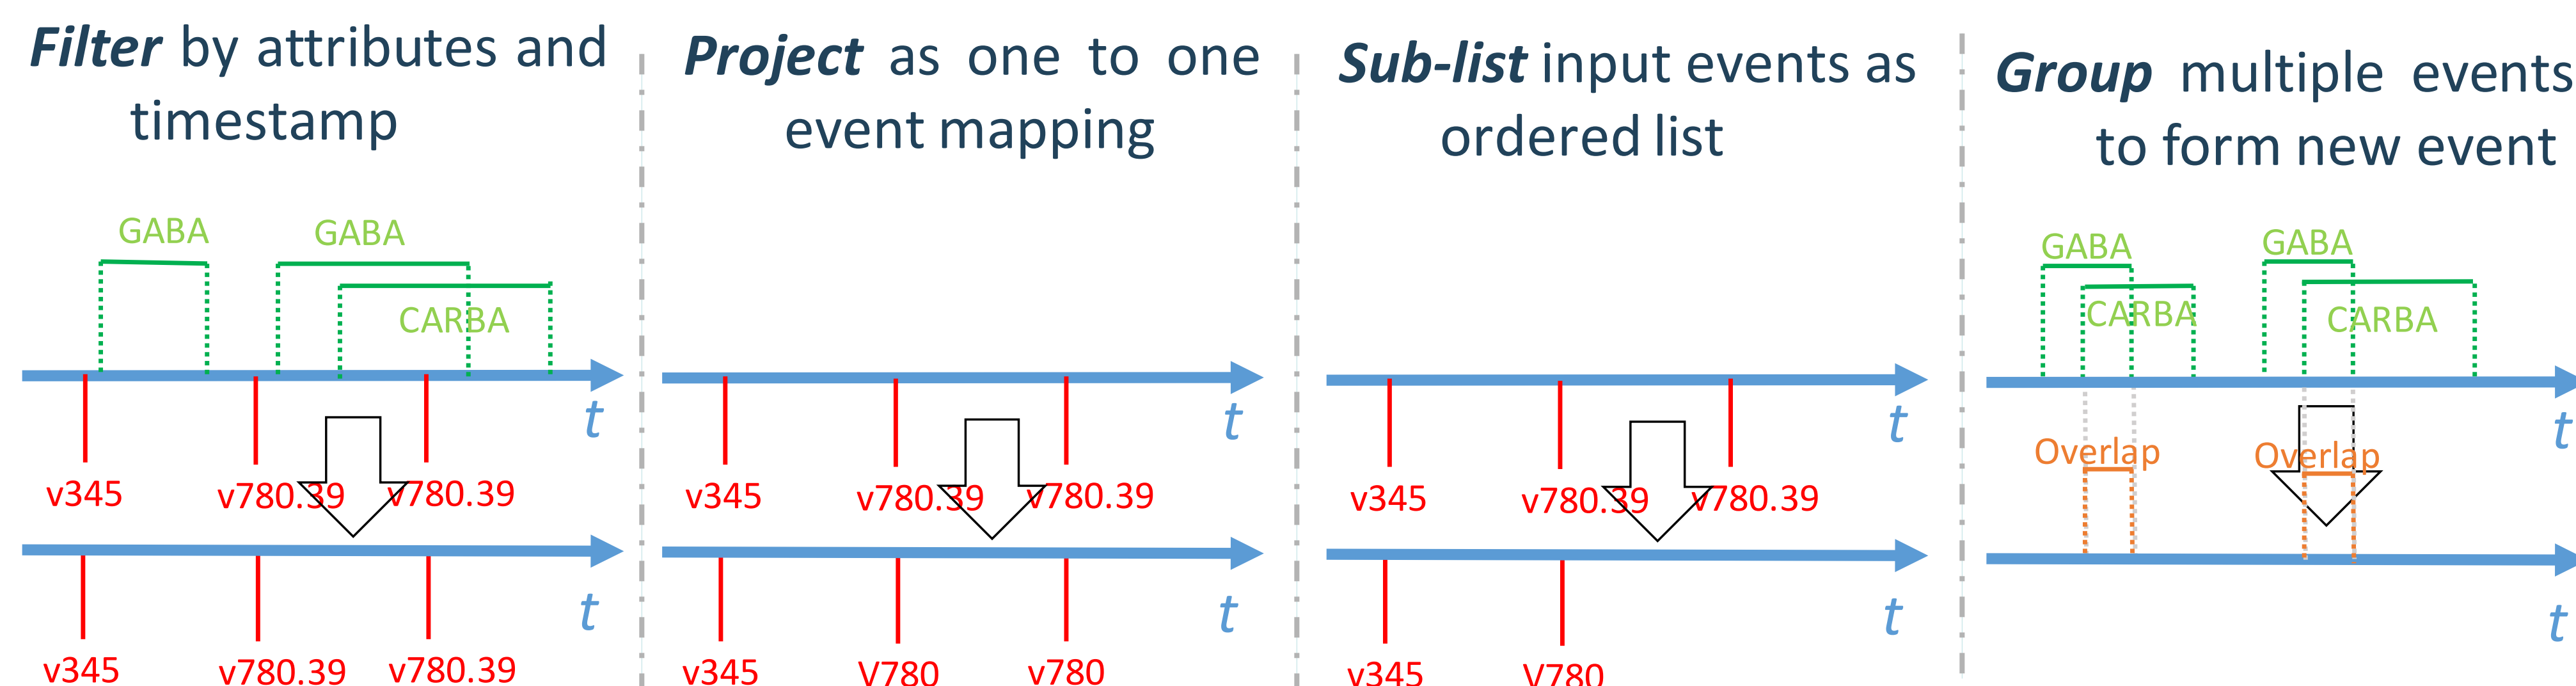 Filter by attributes and
timestamp
GABA
GABA
CARBA
t
v345
v780.39
v780.39
t
v345
v780.39
v780.39
Project as one to one
event mapping
t
v345
v780.39
v780.39
t
v345
V780
v780
Sub-list input events as
ordered list
t
v345
v780.39
v780.39
t
v345
V780
Group multiple events
to form new event
GABA
GABA
CARBA
CARBA
t
Overlap
Overlap
t